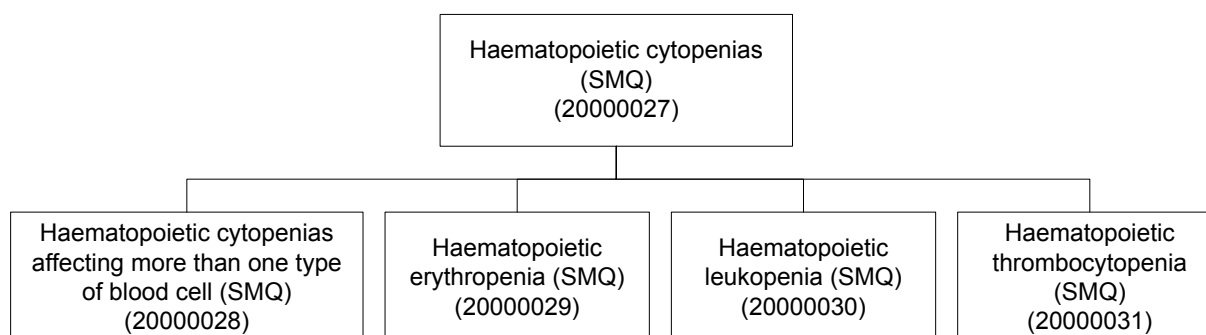 Haematopoietic cytopenias
(SMQ)
(20000027)
Haematopoietic cytopenias
affecting more than one type
of blood cell (SMQ)
(20000028)
Haematopoietic
erythropenia (SMQ)
(20000029)
Haematopoietic
leukopenia (SMQ)
(20000030)
Haematopoietic
thrombocytopenia
(SMQ)
(20000031)